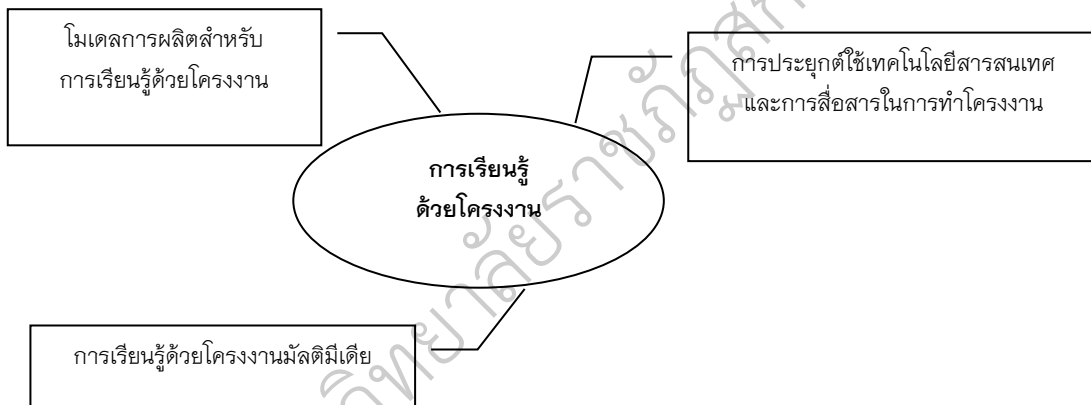 โมเดลการผลิตสำหรับ
การเรียนรู้ด้วยโครงงาน
การประยุกต์ใช้เทคโนโลยีสารสนเทศ
และการสื่อสารในการทำโครงงาน
การเรียนรู้
ด้วยโครงงาน
การเรียนรู้ด้วยโครงงานมัลติมีเดีย